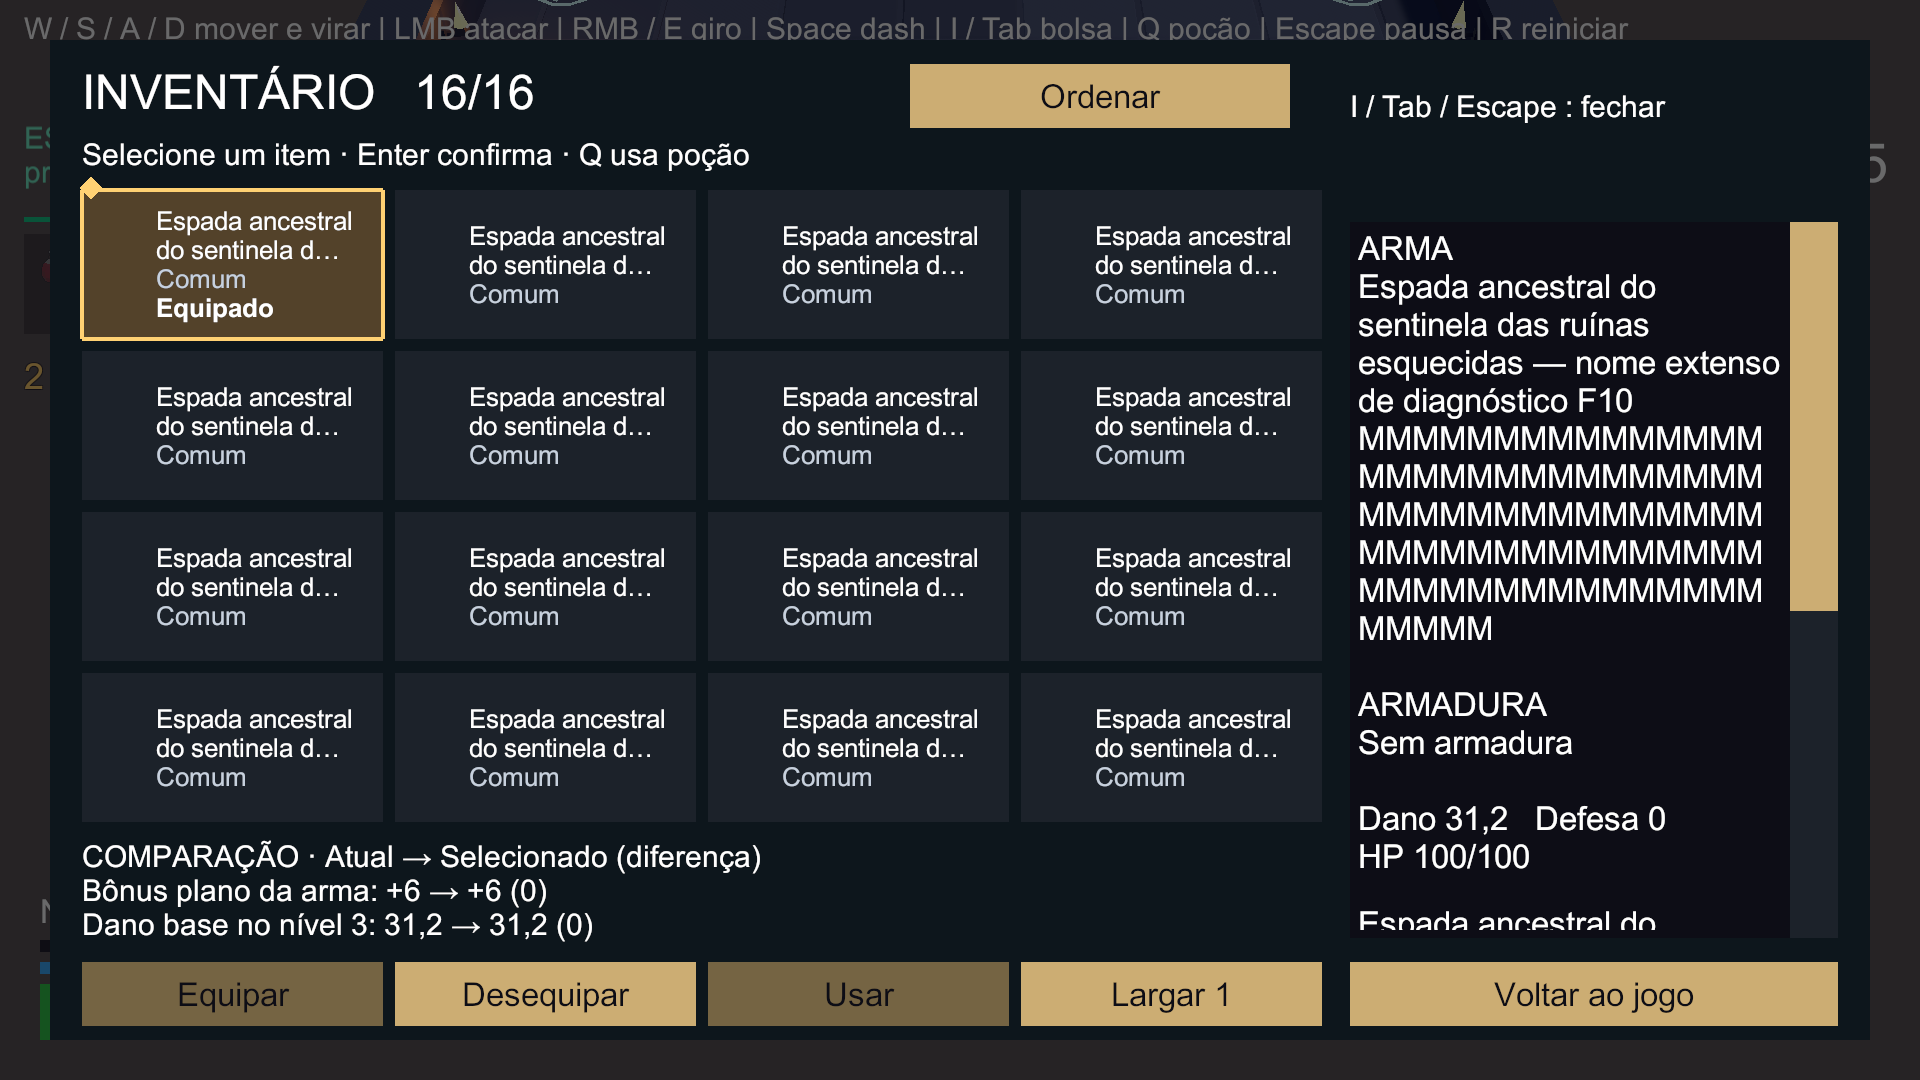 W / S / A / D mover e virar | LMB atacar | RMB / E giro | Space dash | I / Tab bolsa | Q poção | Escape pausa | R reiniciar
INVENTÁRIO 16/16
Ordenar
I / Tab / Escape : fechar
Selecione um item · Enter confirma · Q usa poção
5
2
Espada ancestral
do sentinela d…
Comum
Equipado
Espada ancestral
do sentinela d…
Comum
Espada ancestral
do sentinela d…
Comum
Espada ancestral
do sentinela d…
Comum
Espada ancestral
do sentinela d…
Comum
Espada ancestral
do sentinela d…
Comum
Espada ancestral
do sentinela d…
Comum
Espada ancestral
do sentinela d…
Comum
Espada ancestral
do sentinela d…
Comum
Espada ancestral
do sentinela d…
Comum
Espada ancestral
do sentinela d…
Comum
Espada ancestral
do sentinela d…
Comum
Espada ancestral
do sentinela d…
Comum
Espada ancestral
do sentinela d…
Comum
Espada ancestral
do sentinela d…
Comum
Espada ancestral
do sentinela d…
Comum
ARMA
Espada ancestral do
sentinela das ruínas
esquecidas — nome extenso
de diagnóstico F10
MMMMMMMMMMMMMMM
MMMMMMMMMMMMMMM
MMMMMMMMMMMMMMM
MMMMMMMMMMMMMMM
MMMMMMMMMMMMMMM
MMMMM
ARMADURA
Sem armadura
Dano 31,2 Defesa 0
HP 100/100
Espada ancestral do
COMPARAÇÃO · Atual → Selecionado (diferença)
Bônus plano da arma: +6 → +6 (0)
Dano base no nível 3: 31,2 → 31,2 (0)
Equipar
Desequipar
Usar
Largar 1
Voltar ao jogo